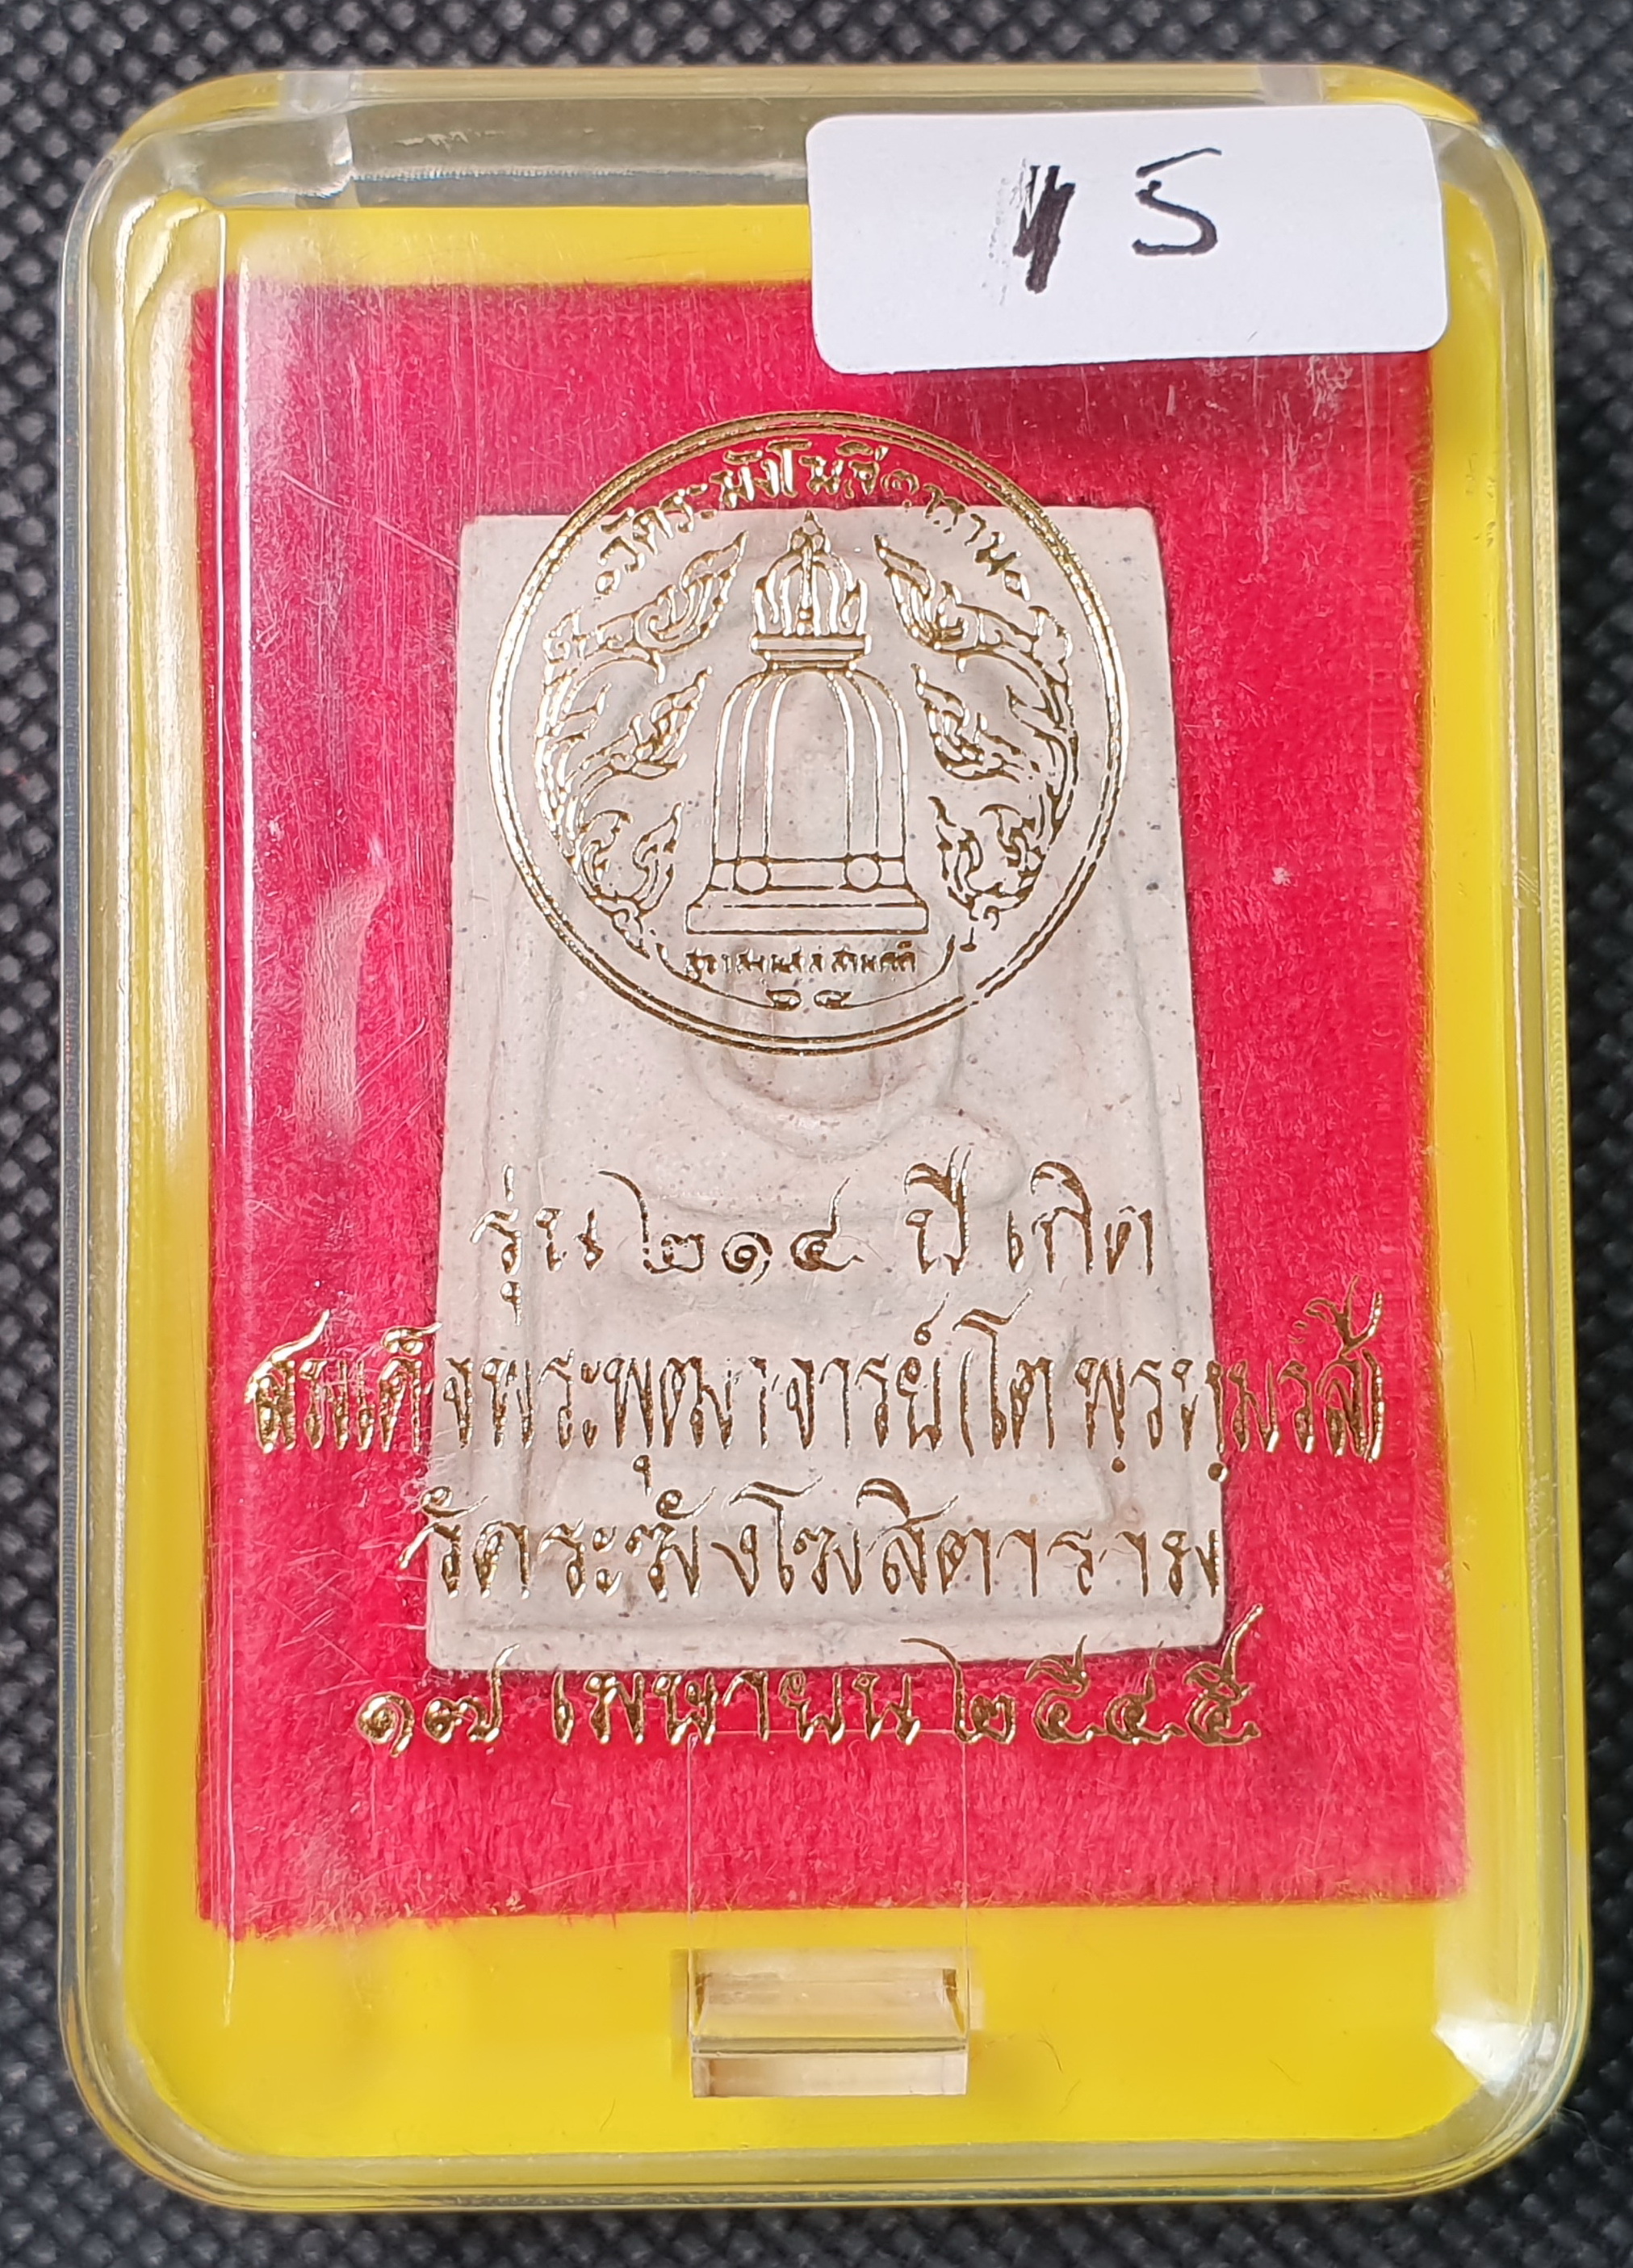 15
วัดระฆังโฆสิตาราม
รุ่น ๒๑๔ ปี เกิด
สมเด็จพระพุฒาจารย์ (โต พฺรหฺมรํสี)
วัดระฆังโฆสิตาราม
๑๗ เมษายน ๒๕๔๕